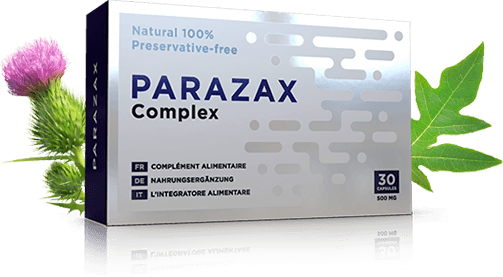 Natural 100%
Preservative-free
PARAZAX
Complex
FR COMPLÉMENT ALIMENTAIRE
DE NAHRUNGSERGÄNZUNG
IT L'INTEGRATORE ALIMENTARE
30
CAPSULES
500 MG
PARAZAX